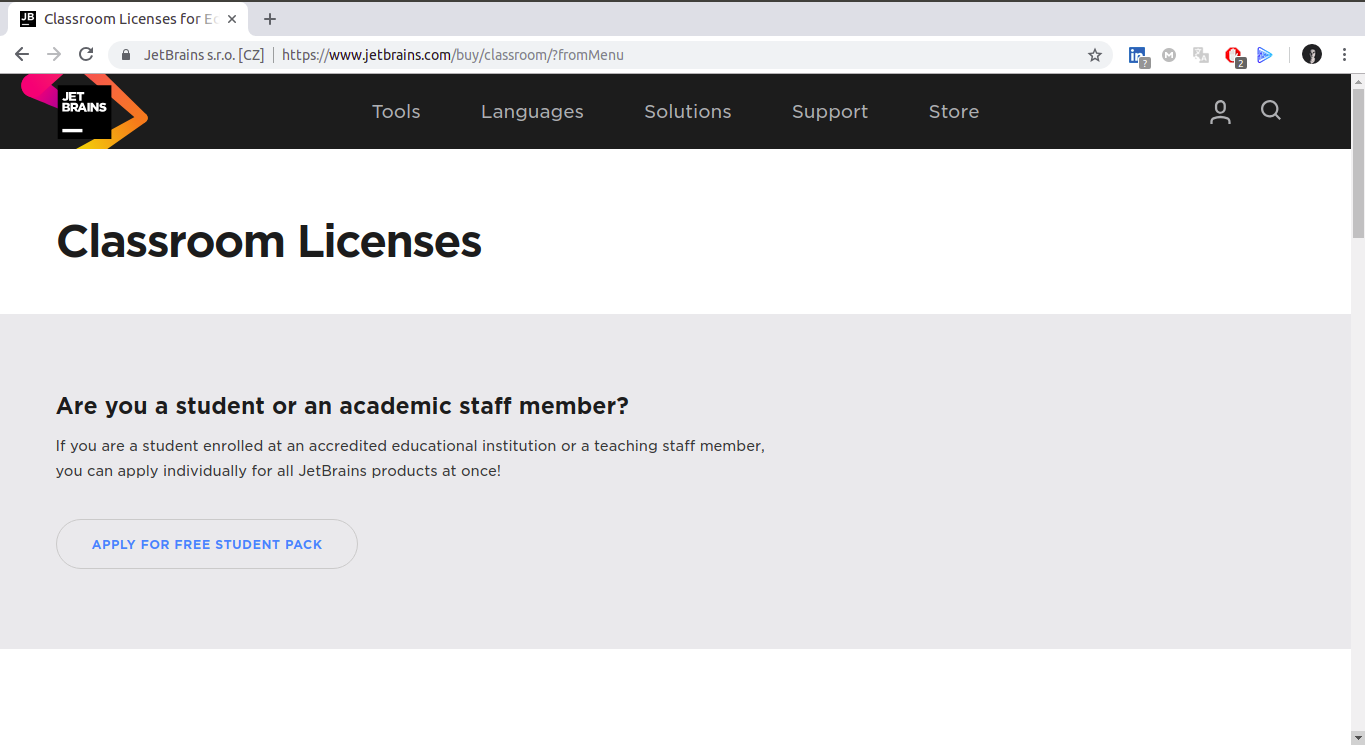 JB Classroom Licenses for Ec
JetBrains s.r.o. [CZ] https://www.jetbrains.com/buy/classroom/?fromMenu
in ? M 2
JET
BRAINS
Tools Languages Solutions Support Store
Classroom Licenses
Are you a student or an academic staff member?
If you are a student enrolled at an accredited educational institution or a teaching staff member,
you can apply individually for all JetBrains products at once!
APPLY FOR FREE STUDENT PACK